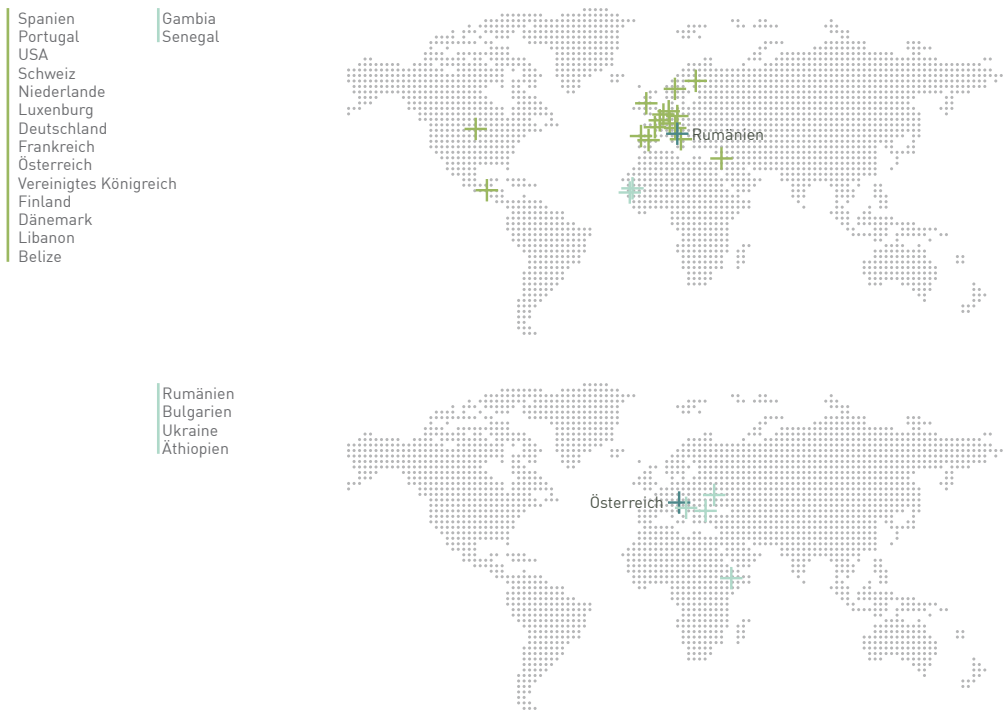 Spanien
Portugal
USA
Schweiz
Niederlande
Luxenburg
Deutschland
Frankreich
Österreich
Vereinigtes Königreich
Finland
Dänemark
Libanon
Belize
Gambia
Senegal
Rumänien
Rumänien
Bulgarien
Ukraine
Äthiopien
Österreich